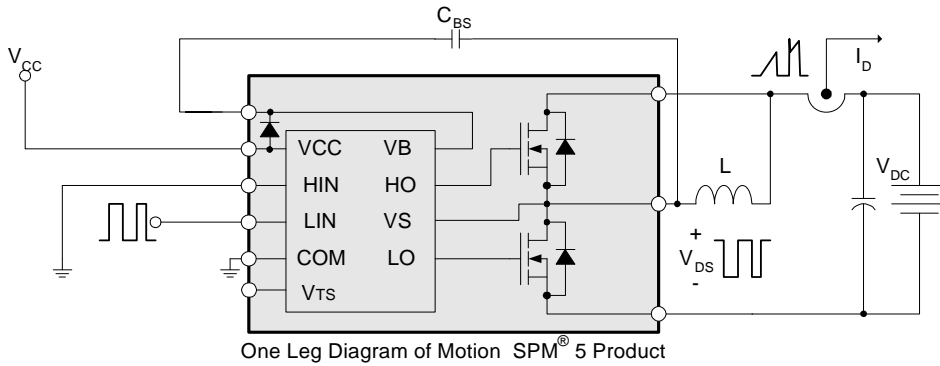 C_BS
V_CC
I_D
VCC VB
HIN HO
LIN VS
COM LO
V_TS
L
V_DC
+
V_DS
-
One Leg Diagram of Motion SPM® 5 Product